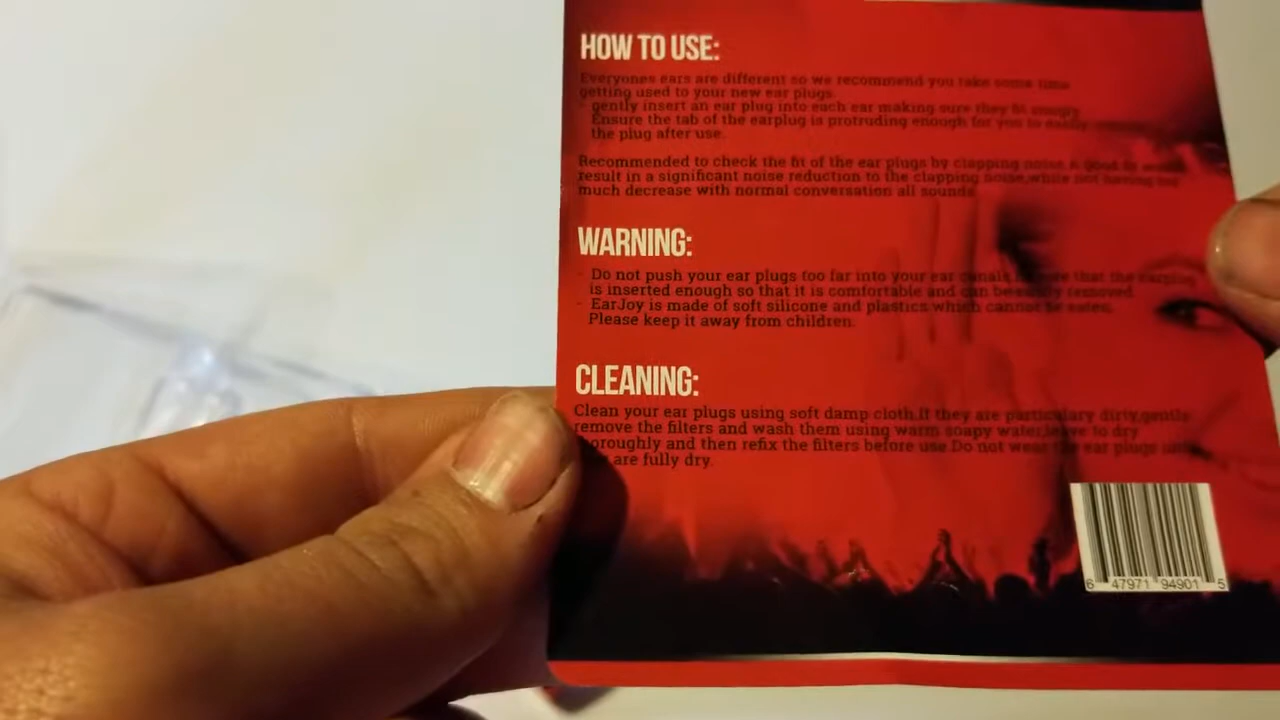 HOW TO USE:
Everyones ears are different so we recommend you take some time
getting used to your new ear plugs.
- gently insert an ear plug into each ear making sure they fit snugly
Ensure the tab of the earplug is protruding enough for you to easily
the plug after use.
Recommended to check the fit of the ear plugs by clapping noise.A good fit would
result in a significant noise reduction to the clapping noise,while not having too
much decrease with normal conversation all sounds
WARNING:
- Do not push your ear plugs too far into your ear canals. sure that the earplug
is inserted enough so that it is comfortable and can be easily removed.
- EarJoy is made of soft silicone and plastics which cannot be eaten.
Please keep it away from children.
CLEANING:
Clean your ear plugs using soft damp cloth.If they are particulary dirty,gentle
remove the filters and wash them using warm soapy water,leave to dry
horoughly and then refix the filters before use.Do not wear the ear plugs until
are fully dry.
6 47971 94901 5